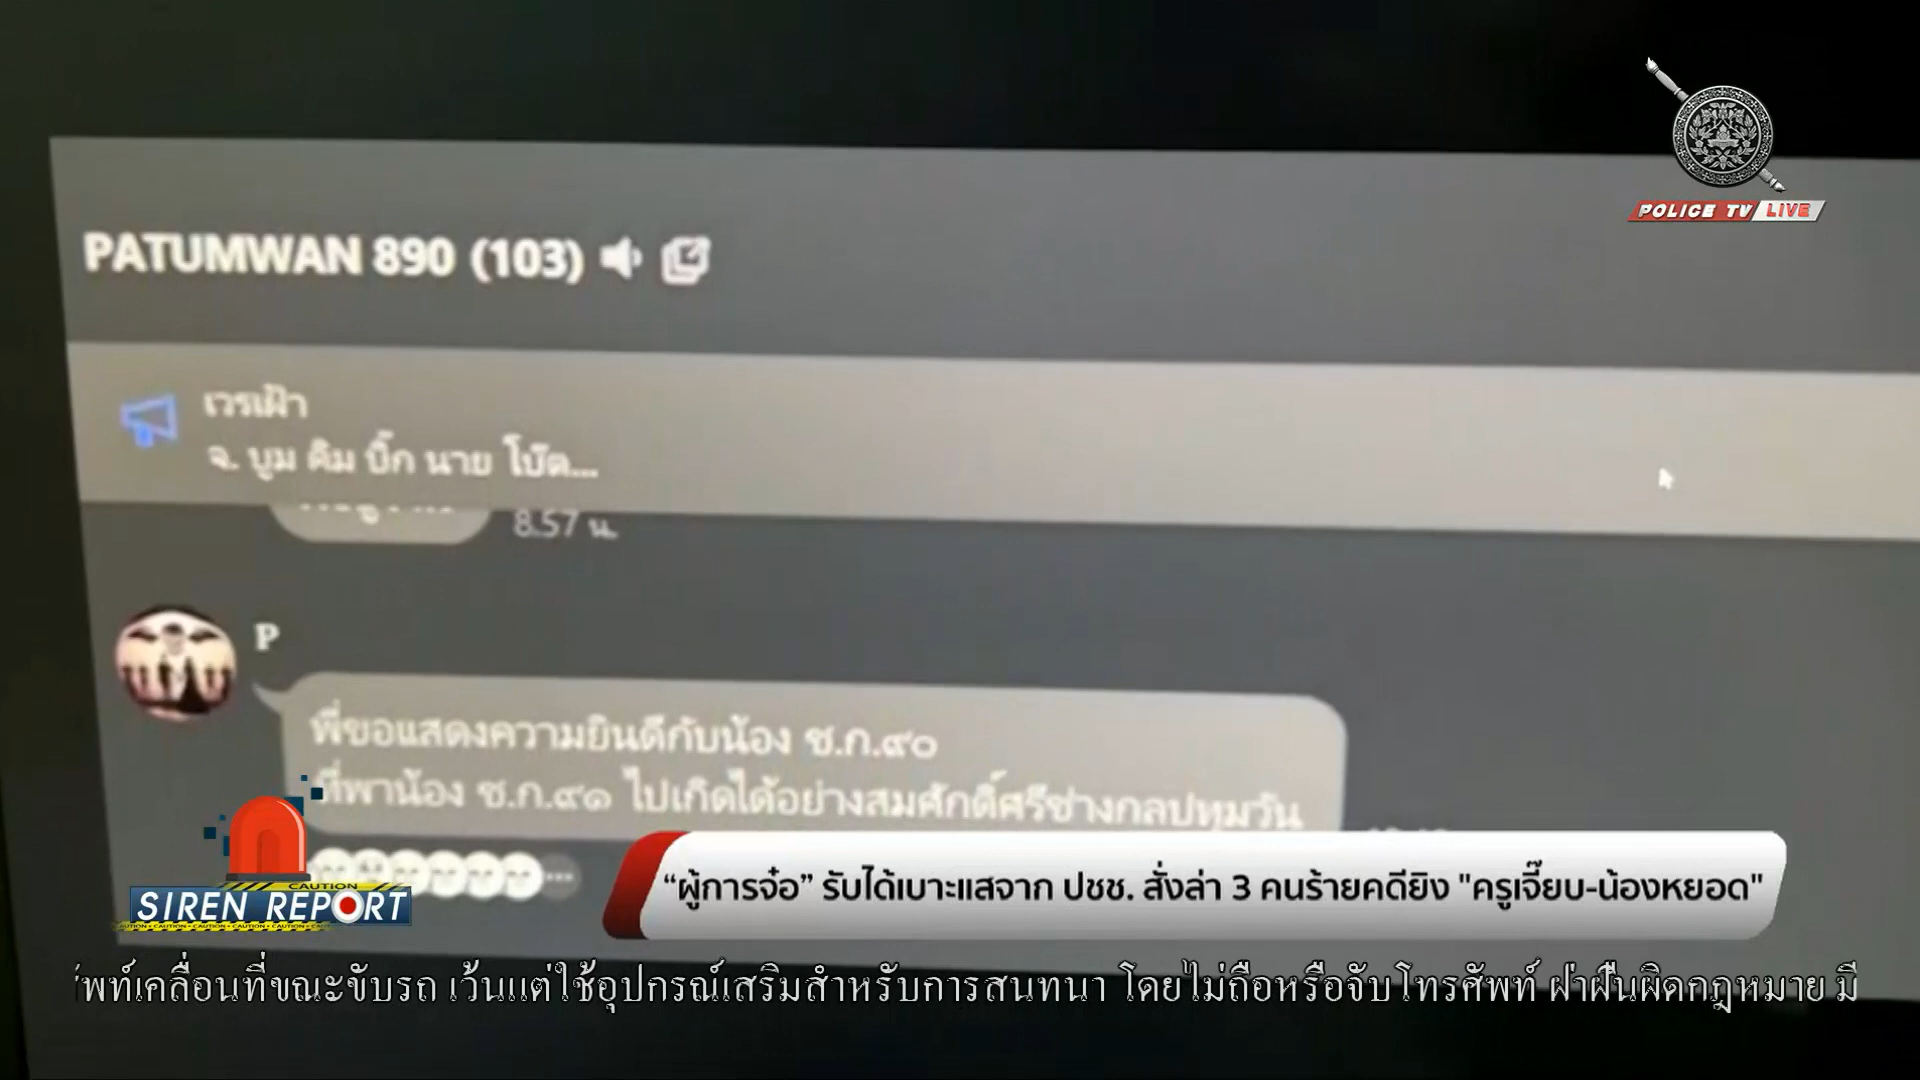 POLICE TV LIVE
PATUMWAN 890 (103)
เวรเฝ้า
จ. บูม คิม บิ๊ก นาย โบ๊ต...
8.57 น.
P
พี่ขอแสดงความยินดีกับน้อง ช.ก.๙๐
ที่พาน้อง ช.ก.๙๑ ไปเกิดได้อย่างสมศักดิ์ศรีช่างกลปทุมวัน
CAUTION
SIREN REPORT
“ผู้การจ๋อ” รับได้เบาะแสจาก ปชช. สั่งล่า 3 คนร้ายคดียิง "ครูเจี๊ยบ-น้องหยอด"
พท์เคลื่อนที่ขณะขับรถ เว้นแต่ใช้อุปกรณ์เสริมสำหรับการสนทนา โดยไม่ถือหรือจับโทรศัพท์ ฝ่าฝืนผิดกฎหมาย มี